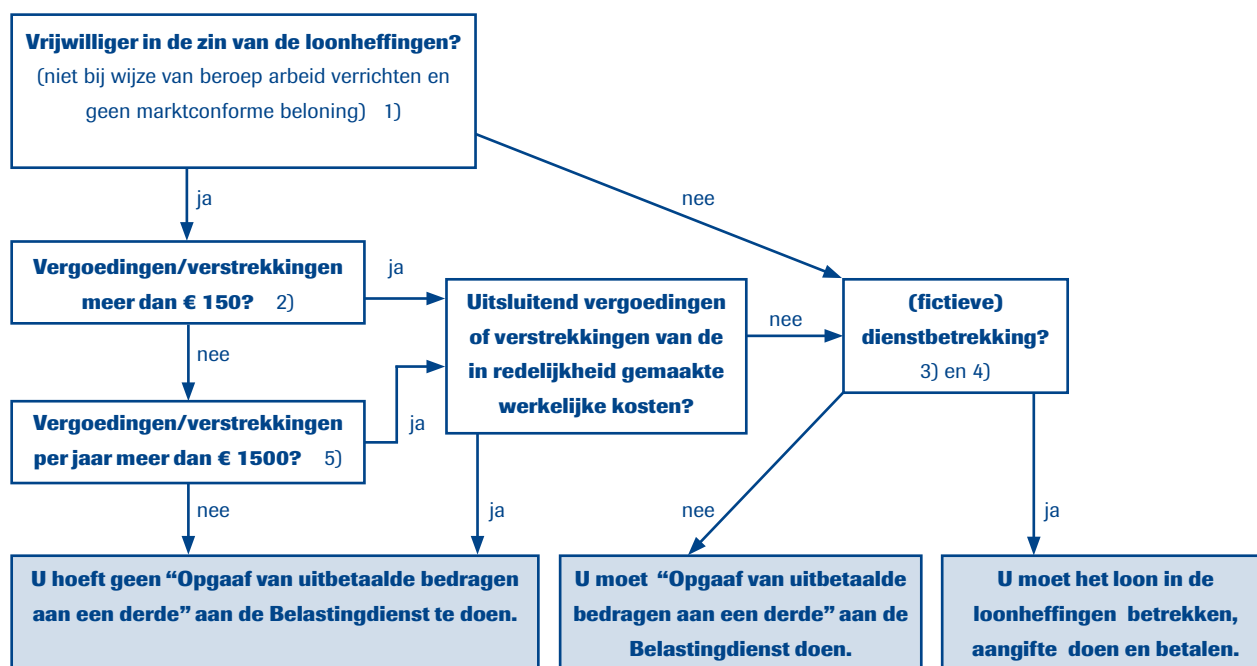 Vrijwilliger in de zin van de loonheffingen?
(niet bij wijze van beroep arbeid verrichten en
geen marktconforme beloning) 1)
ja
nee
Vergoedingen/verstrekkingen
meer dan € 150? 2)
ja
Uitsluitend vergoedingen
of verstrekkingen van de
in redelijkheid gemaakte
werkelijke kosten?
nee
(fictieve)
dienstbetrekking?
3) en 4)
nee
Vergoedingen/verstrekkingen
per jaar meer dan € 1500? 5)
ja
nee
ja
nee
ja
U hoeft geen “Opgaaf van uitbetaalde bedragen
aan een derde” aan de Belastingdienst te doen.
U moet “Opgaaf van uitbetaalde
bedragen aan een derde” aan de
Belastingdienst doen.
U moet het loon in de
loonheffingen betrekken,
aangifte doen en betalen.